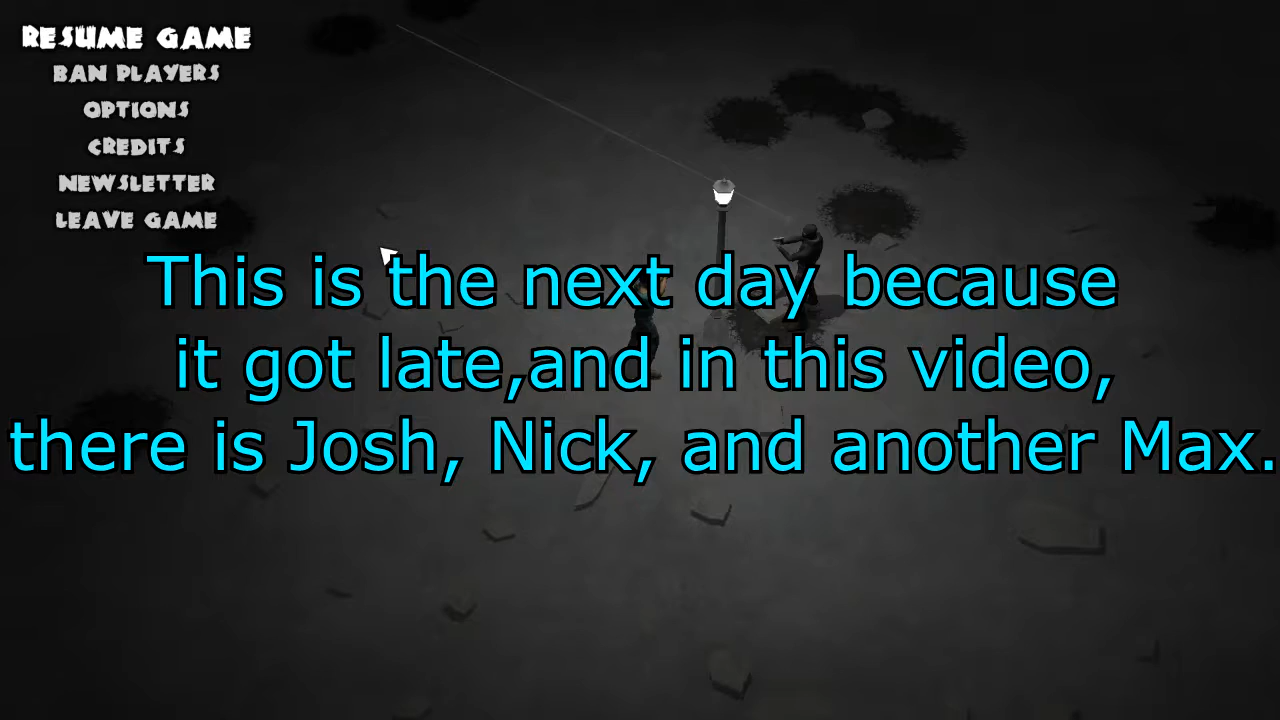 RESUME GAME
BAN PLAYERS
OPTIONS
CREDITS
NEWSLETTER
LEAVE GAME
This is the next day because
it got late,and in this video,
there is Josh, Nick, and another Max.